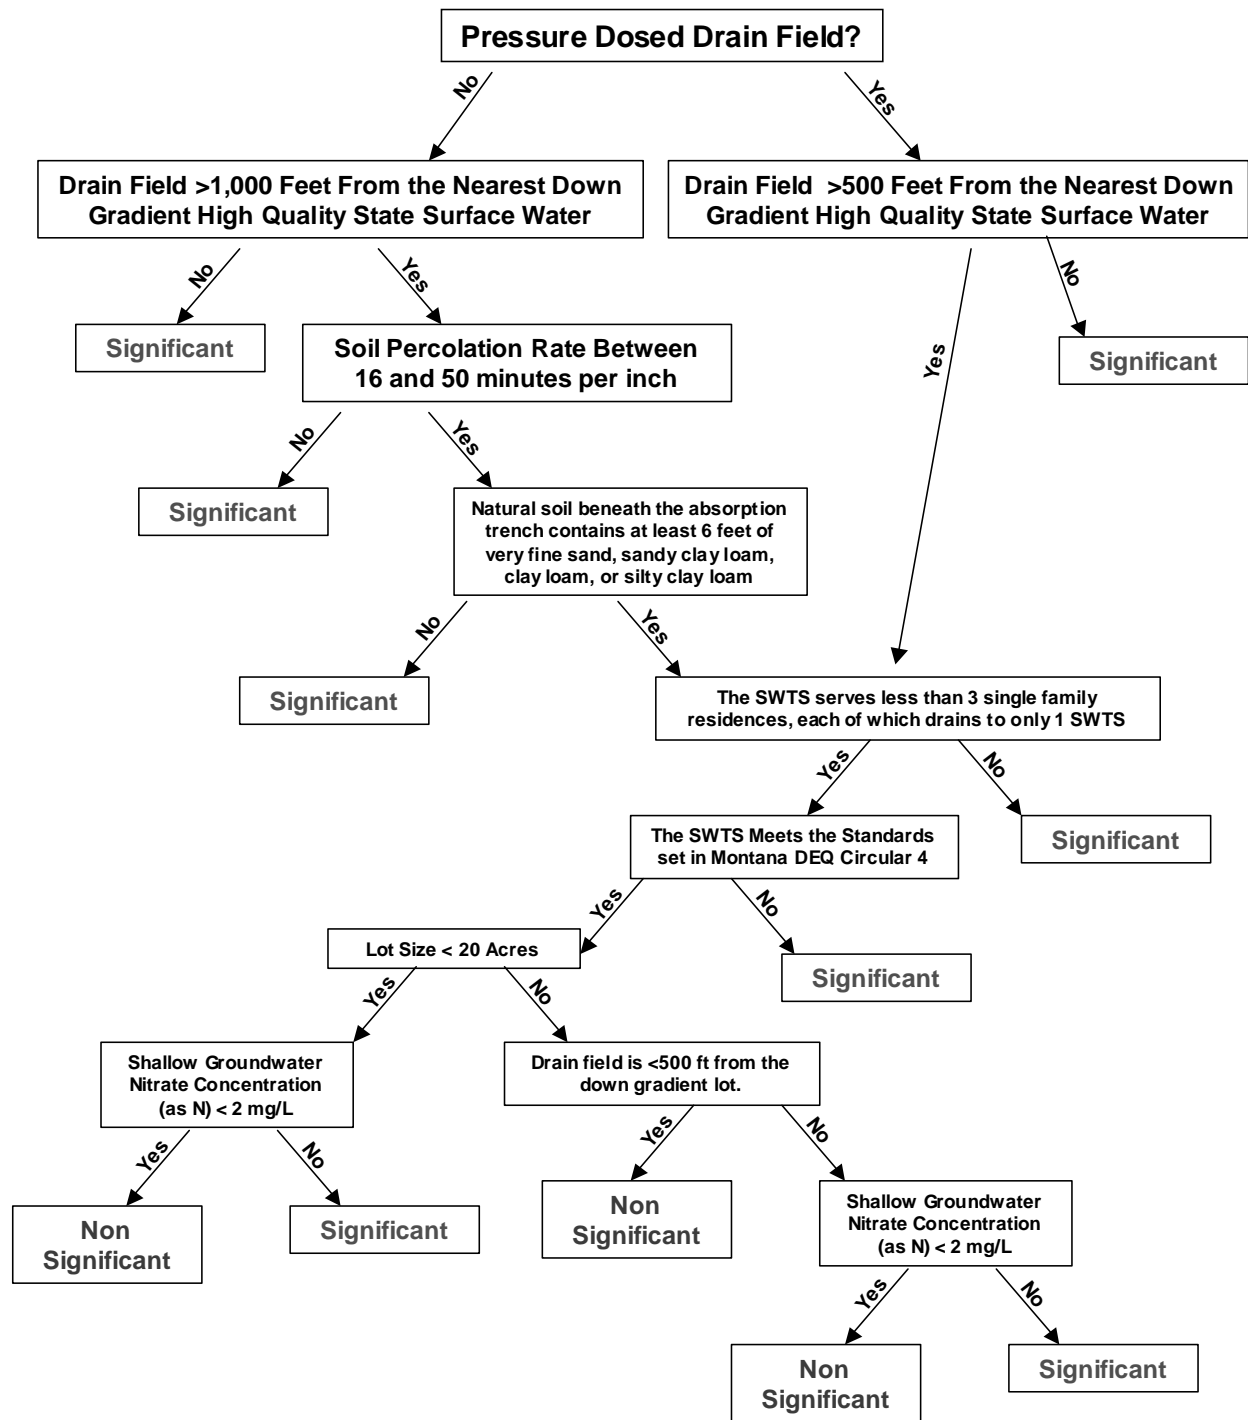 Pressure Dosed Drain Field?
No
Yes
Drain Field >1,000 Feet From the Nearest Down
Gradient High Quality State Surface Water
Drain Field >500 Feet From the Nearest Down
Gradient High Quality State Surface Water
No
Yes
Yes
No
Significant
Soil Percolation Rate Between
16 and 50 minutes per inch
Significant
No
Yes
Significant
Natural soil beneath the absorption
trench contains at least 6 feet of
very fine sand, sandy clay loam,
clay loam, or silty clay loam
No
Yes
Significant
The SWTS serves less than 3 single family
residences, each of which drains to only 1 SWTS
Yes
No
The SWTS Meets the Standards
set in Montana DEQ Circular 4
Significant
Yes
No
Lot Size < 20 Acres
Significant
Yes
No
Shallow Groundwater
Nitrate Concentration
(as N) < 2 mg/L
Drain field is <500 ft from the
down gradient lot.
Yes
No
Yes
No
Non
Significant
Significant
Non
Significant
Shallow Groundwater
Nitrate Concentration
(as N) < 2 mg/L
Yes
No
Non
Significant
Significant